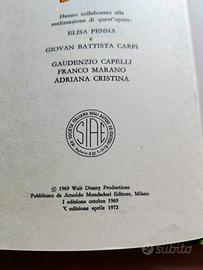 Hanno collaborato alla
realizzazione di quest'opera:
ELISA PENNA
e
GIOVAN BATTISTA CARPI
GAUDENZIO CAPELLI
FRANCO MARANO
ADRIANA CRISTINA
SIAE
© 1969 Walt Disney Productions
Pubblicato da Arnoldo Mondadori Editore, Milano
I edizione ottobre 1969
X edizione aprile 1972
subito